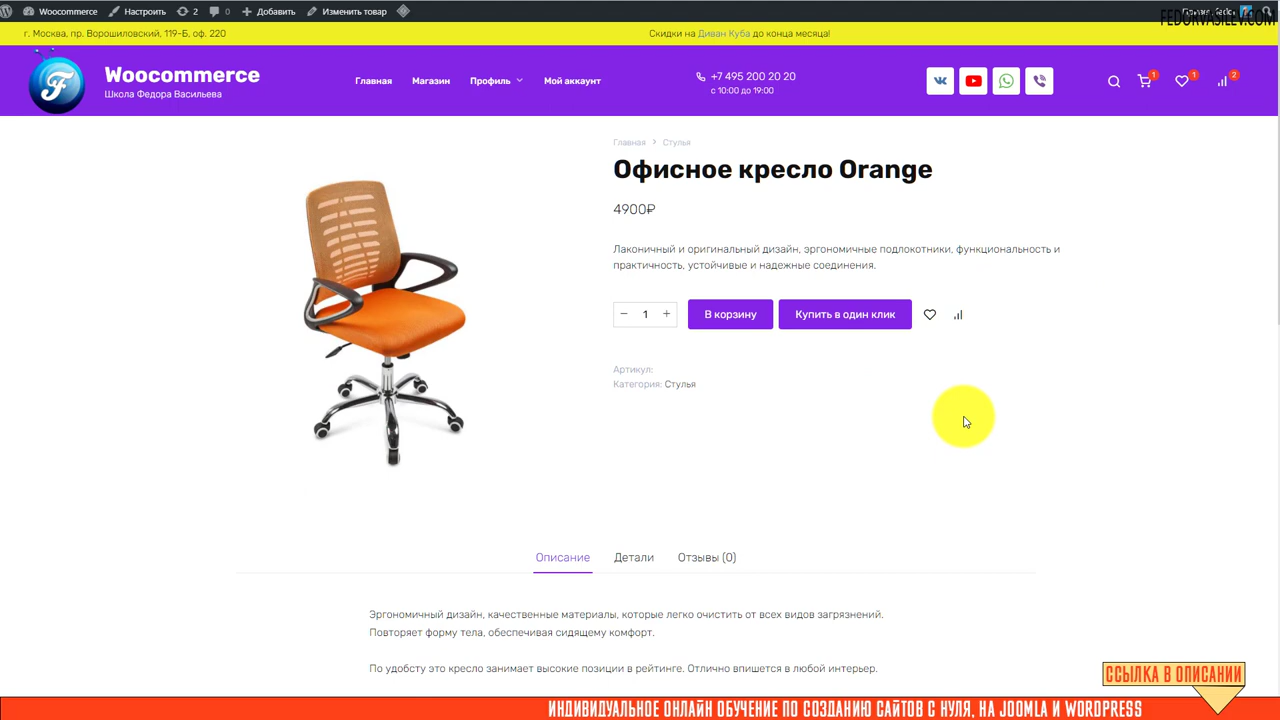 Woocommerce Настроить 2 0 Добавить Изменить товар
FEDORVASILEV.COM
г. Москва, пр. Ворошиловский, 119-Б, оф. 220
Скидки на Диван Куба до конца месяца!
F
Woocommerce
Школа Федора Васильева
Главная Магазин Профиль Мой аккаунт
+7 495 200 20 20
с 10:00 до 19:00
1 1 2
Главная > Стулья
Офисное кресло Orange
4900₽
Лаконичный и оригинальный дизайн, эргономичные подлокотники, функциональность и
практичность, устойчивые и надежные соединения.
− 1 + В корзину Купить в один клик
Артикул:
Категория: Стулья
Описание Детали Отзывы (0)
Эргономичный дизайн, качественные материалы, которые легко очистить от всех видов загрязнений.
Повторяет форму тела, обеспечивая сидящему комфорт.
По удобсту это кресло занимает высокие позиции в рейтинге. Отлично впишется в любой интерьер.
ССЫЛКА В ОПИСАНИИ
ИНДИВИДУАЛЬНОЕ ОНЛАЙН ОБУЧЕНИЕ ПО СОЗДАНИЮ САЙТОВ С НУЛЯ, НА JOOMLA И WORDPRESS